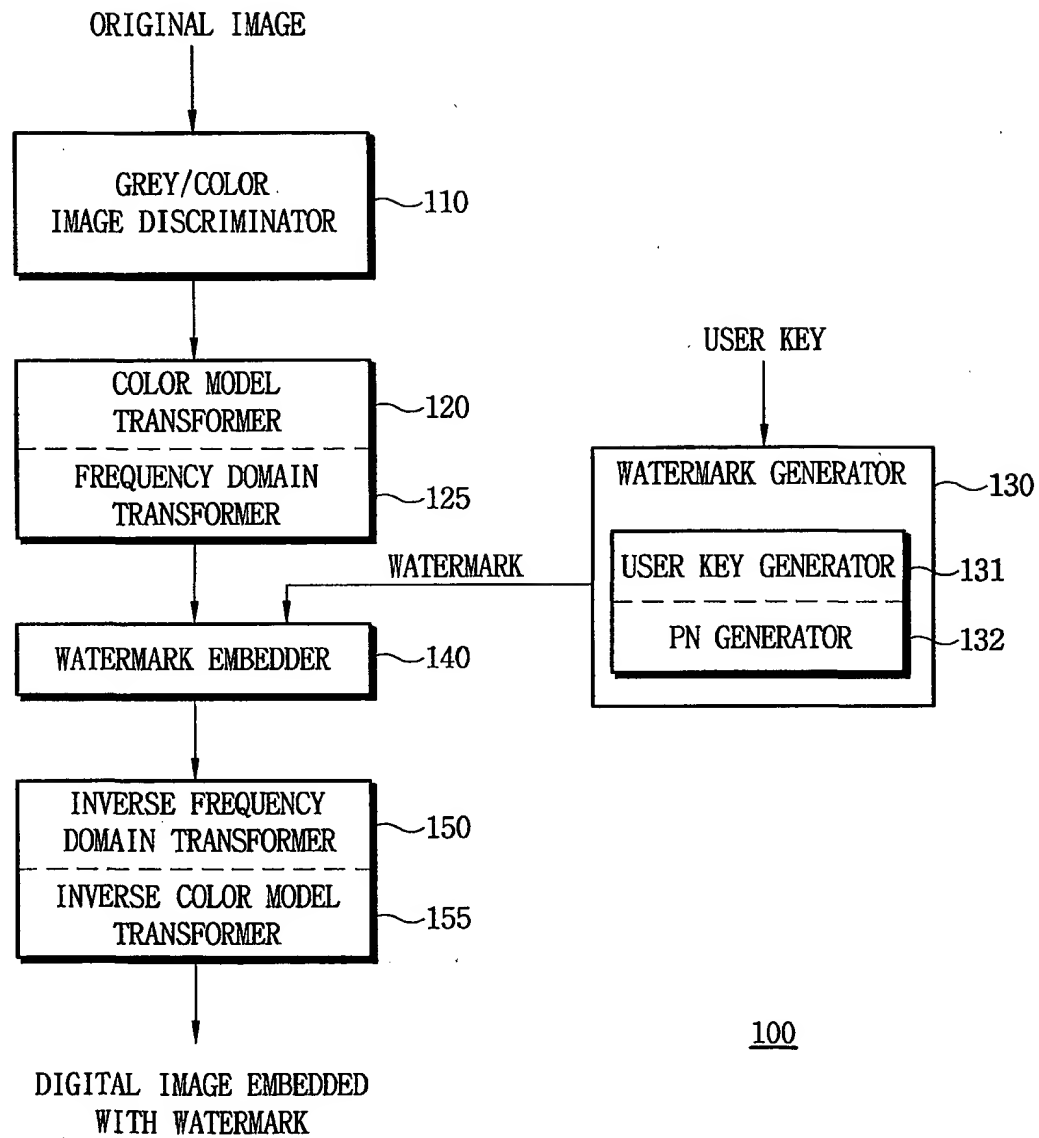 ORIGINAL IMAGE
GREY/COLOR
IMAGE DISCRIMINATOR
110
COLOR MODEL
TRANSFORMER
120
FREQUENCY DOMAIN
TRANSFORMER
125
USER KEY
WATERMARK GENERATOR
130
USER KEY GENERATOR
131
PN GENERATOR
132
WATERMARK
WATERMARK EMBEDDER
140
INVERSE FREQUENCY
DOMAIN TRANSFORMER
150
INVERSE COLOR MODEL
TRANSFORMER
155
100
DIGITAL IMAGE EMBEDDED
WITH WATERMARK